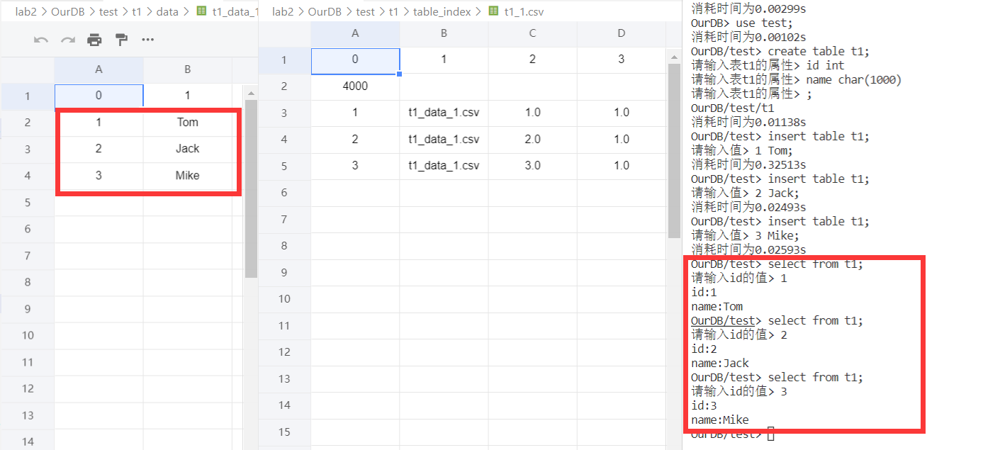 lab2 > OurDB > test > t1 > data > t1_data_1
A B
1 0 1
2 1 Tom
3 2 Jack
4 3 Mike
5
6
7
8
9
10
11
12
13
14
lab2 > OurDB > test > t1 > table_index > t1_1.csv
A B C D
1 0 1 2 3
2 4000
3 1 t1_data_1.csv 1.0 1.0
4 2 t1_data_1.csv 2.0 1.0
5 3 t1_data_1.csv 3.0 1.0
6
7
8
9
10
11
12
13
14
15
消耗时间为0.00299s
OurDB> use test;
消耗时间为0.00102s
OurDB/test> create table t1;
请输入表t1的属性> id int
请输入表t1的属性> name char(1000)
请输入表t1的属性> ;
OurDB/test/t1
消耗时间为0.01138s
OurDB/test> insert table t1;
请输入值> 1 Tom;
消耗时间为0.32513s
OurDB/test> insert table t1;
请输入值> 2 Jack;
消耗时间为0.02493s
OurDB/test> insert table t1;
请输入值> 3 Mike;
消耗时间为0.02593s
OurDB/test> select from t1;
请输入id的值> 1
id:1
name:Tom
OurDB/test> select from t1;
请输入id的值> 2
id:2
name:Jack
OurDB/test> select from t1;
请输入id的值> 3
id:3
name:Mike
OurDB/test>